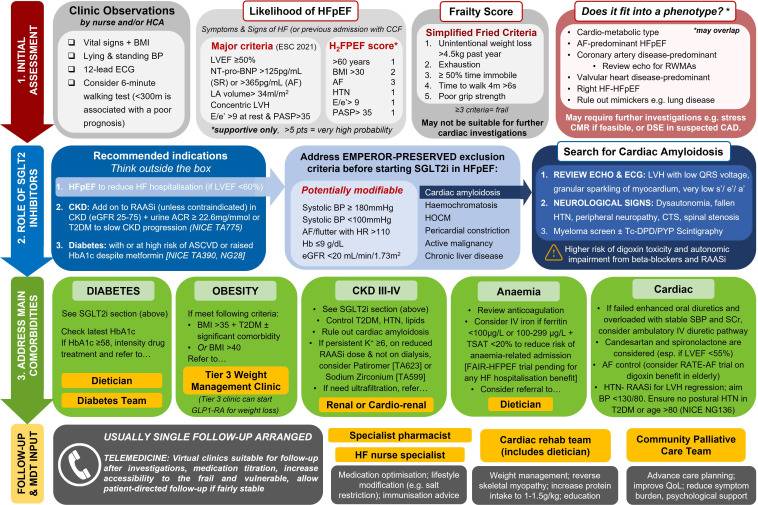 1. INITIAL
ASSESSMENT
Clinic Observations
by nurse and/or HCA
Vital signs + BMI
Lying & standing BP
12-lead ECG
Consider 6-minute
walking test (<300m is
associated with a poor
prognosis)
Likelihood of HFpEF
Symptoms & Signs of HF (or previous admission with CCF
Major criteria (ESC 2021)
LVEF ≥50%
NT-pro-BNP >125pg/mL
(SR) or >365pg/mL (AF)
LA volume> 34ml/m²
Concentric LVH
E/e'>9 at rest & PASP>35
H₂FPEF score*
>60 years 1
BMI >30 2
AF 3
HTN 1
E/e'> 9 1
PASP> 35 1
*supportive only, >5 pts = very high probability
Frailty Score
Simplified Fried Criteria
1. Unintentional weight loss
>4.5kg past year
2. Exhaustion
3. ≥ 50% time immobile
4. Time to walk 4m >6s
5. Poor grip strength
≥3 criteria= frail
May not be suitable for further
cardiac investigations
Does it fit into a phenotype? *
*may overlap
• Cardio-metabolic type
• AF-predominant HFpEF
• Coronary artery disease-predominant
• Review echo for RWMAs
• Valvular heart disease-predominant
• Right HF-HFpEF
• Rule out mimickers e.g. lung disease
May require further investigations e.g. stress
CMR if feasible, or DSE in suspected CAD.
2. ROLE OF SGLT2
INHIBITORS
Recommended indications
Think outside the box
1. HFpEF to reduce HF hospitalisation (if LVEF <60%)
2. CKD: Add on to RAASi (unless contraindicated) in
CKD (eGFR 25-75) + urine ACR ≥ 22.6mg/mmol or
T2DM to slow CKD progression (NICE TA775)
3. Diabetes: with or at high risk of ASCVD or raised
HbA1c despite metformin [NICE TA390, NG28]
Address EMPEROR-PRESERVED exclusion
criteria before starting SGLT2i in HFpEF:
Potentially modifiable
Systolic BP ≥ 180mmHg
Systolic BP <100mmHg
AF/flutter with HR >110
Hb ≤9 g/dL
eGFR <20 mL/min/1.73m²
Cardiac amyloidosis
Haemochromatosis
HOCM
Pericardial constriction
Active malignancy
Chronic liver disease
Search for Cardiac Amyloidosis
1. REVIEW ECHO & ECG: LVH with low QRS voltage,
granular sparkling of myocardium, very low s'/ e'/ a'
2. NEUROLOGICAL SIGNS: Dysautonomia, fallen
HTN, peripheral neuropathy, CTS, spinal stenosis
3. Myeloma screen ± Tc-DPD/PYP Scintigraphy
Higher risk of digoxin toxicity and autonomic
impairment from beta-blockers and RAASi
3. ADDRESS MAIN
COMORBIDITIES
DIABETES
See SGLT2i section (above)
Check latest HbA1c
If HbA1c ≥58, intensity drug
treatment and refer to…
Dietician
Diabetes Team
OBESITY
If meet following criteria:
• BMI >35 + T2DM ±
significant comorbidity
• Or BMI >40
Refer to…
Tier 3 Weight
Management Clinic
(Tier 3 clinic can start
GLP1-RA for weight loss)
CKD III-IV
• See SGLT2i section (above)
• Control T2DM, HTN, lipids
• Rule out cardiac amyloidosis
• If persistent K⁺ ≥6, on reduced
RAASi dose & not on dialysis,
consider Patiromer [TA623] or
Sodium Zirconium [TA599]
• If need ultrafiltration, refer…
Renal or Cardio-renal
Anaemia
• Review anticoagulation
• Consider IV iron if ferritin
<100µg/L or 100-299 µg/L +
TSAT <20% to reduce risk of
anaemia-related admission
[FAIR-HFPEF trial pending for
any HF hospitalisation benefit]
• Consider referral to…
Dietician
Cardiac
• If failed enhanced oral diuretics and
overloaded with stable SBP and SCr,
consider ambulatory IV diuretic pathway
• Candesartan and spironolactone are
considered (esp. if LVEF <55%)
• AF control (consider RATE-AF trial on
digoxin benefit in elderly)
• HTN- RAASi for LVH regression; aim
BP <130/80. Ensure no postural HTN in
T2DM or age >80 (NICE NG136)
FOLLOW-UP
& MDT INPUT
USUALLY SINGLE FOLLOW-UP ARRANGED
TELEMEDICINE: Virtual clinics suitable for follow-up
after investigations, medication titration, increase
accessibility to the frail and vulnerable, allow
patient-directed follow-up if fairly stable
Specialist pharmacist
HF nurse specialist
Medication optimisation; lifestyle
modification (e.g. salt
restriction); immunisation advice
Cardiac rehab team
(includes dietician)
Weight management; reverse
skeletal myopathy; increase protein
intake to 1-1.5g/kg; education
Community Palliative
Care Team
Advance care planning;
improve QoL; reduce symptom
burden, psychological support